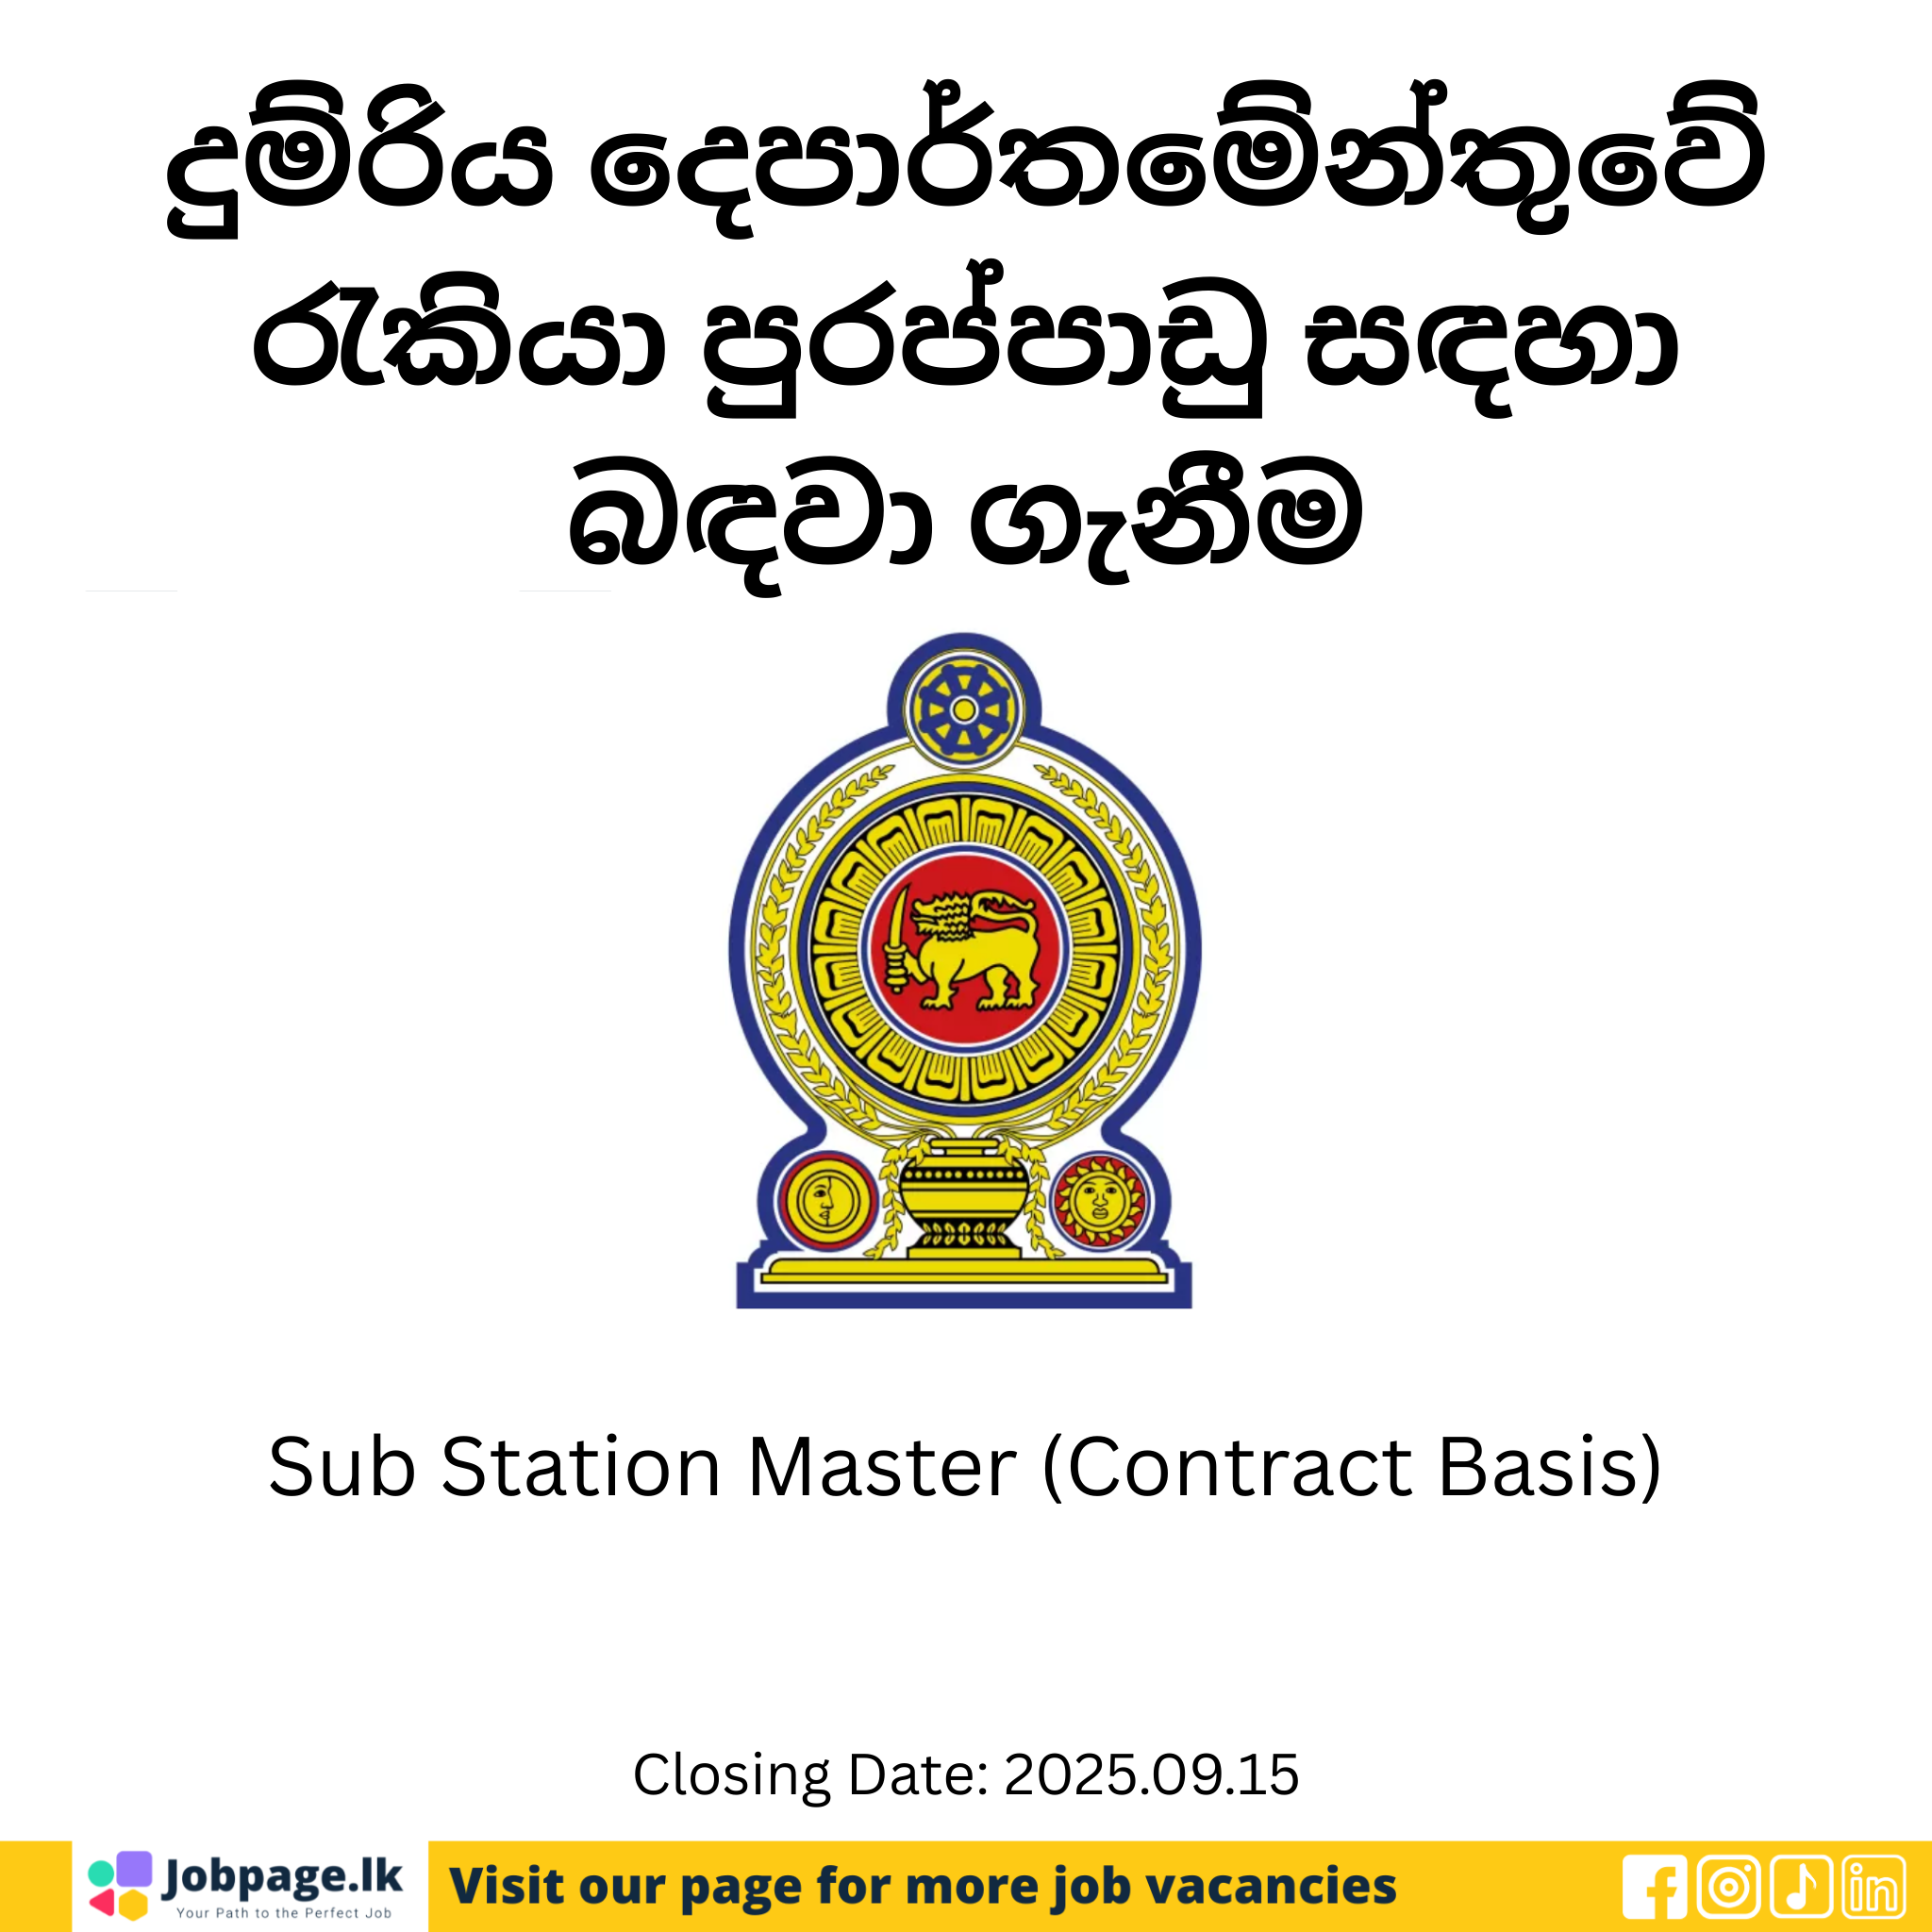 දුම්රිය දෙපාර්තමේන්තුවේ
රැකියා පුරප්පාඩු සඳහා
බඳවා ගැනීම
Sub Station Master (Contract Basis)
Closing Date: 2025.09.15
Jobpage.lk
Your Path to the Perfect Job
Visit our page for more job vacancies